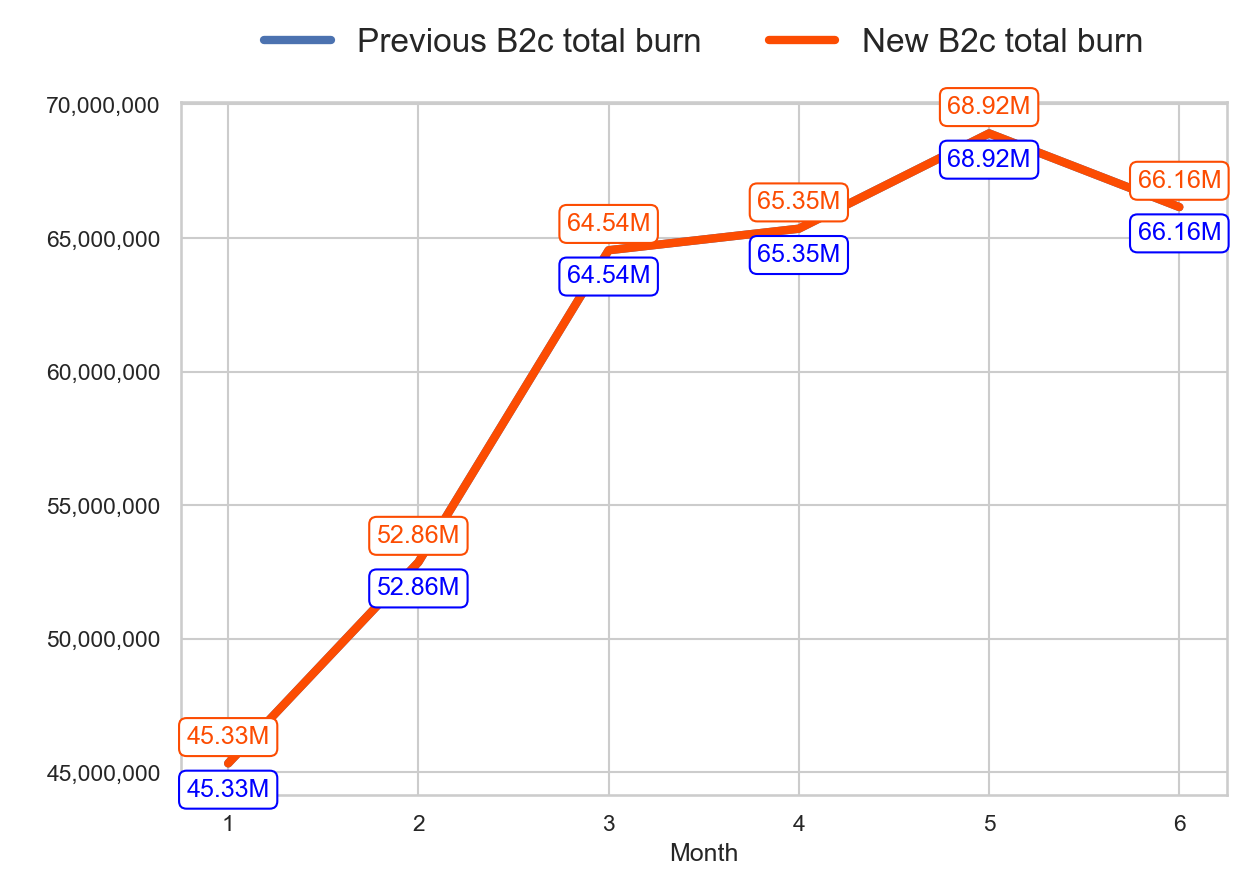 Previous B2c total burn New B2c total burn
70,000,000
65,000,000
60,000,000
55,000,000
50,000,000
45,000,000
68.92M
68.92M
66.16M
66.16M
65.35M
65.35M
64.54M
64.54M
52.86M
52.86M
45.33M
45.33M
1 2 3 4 5 6
Month